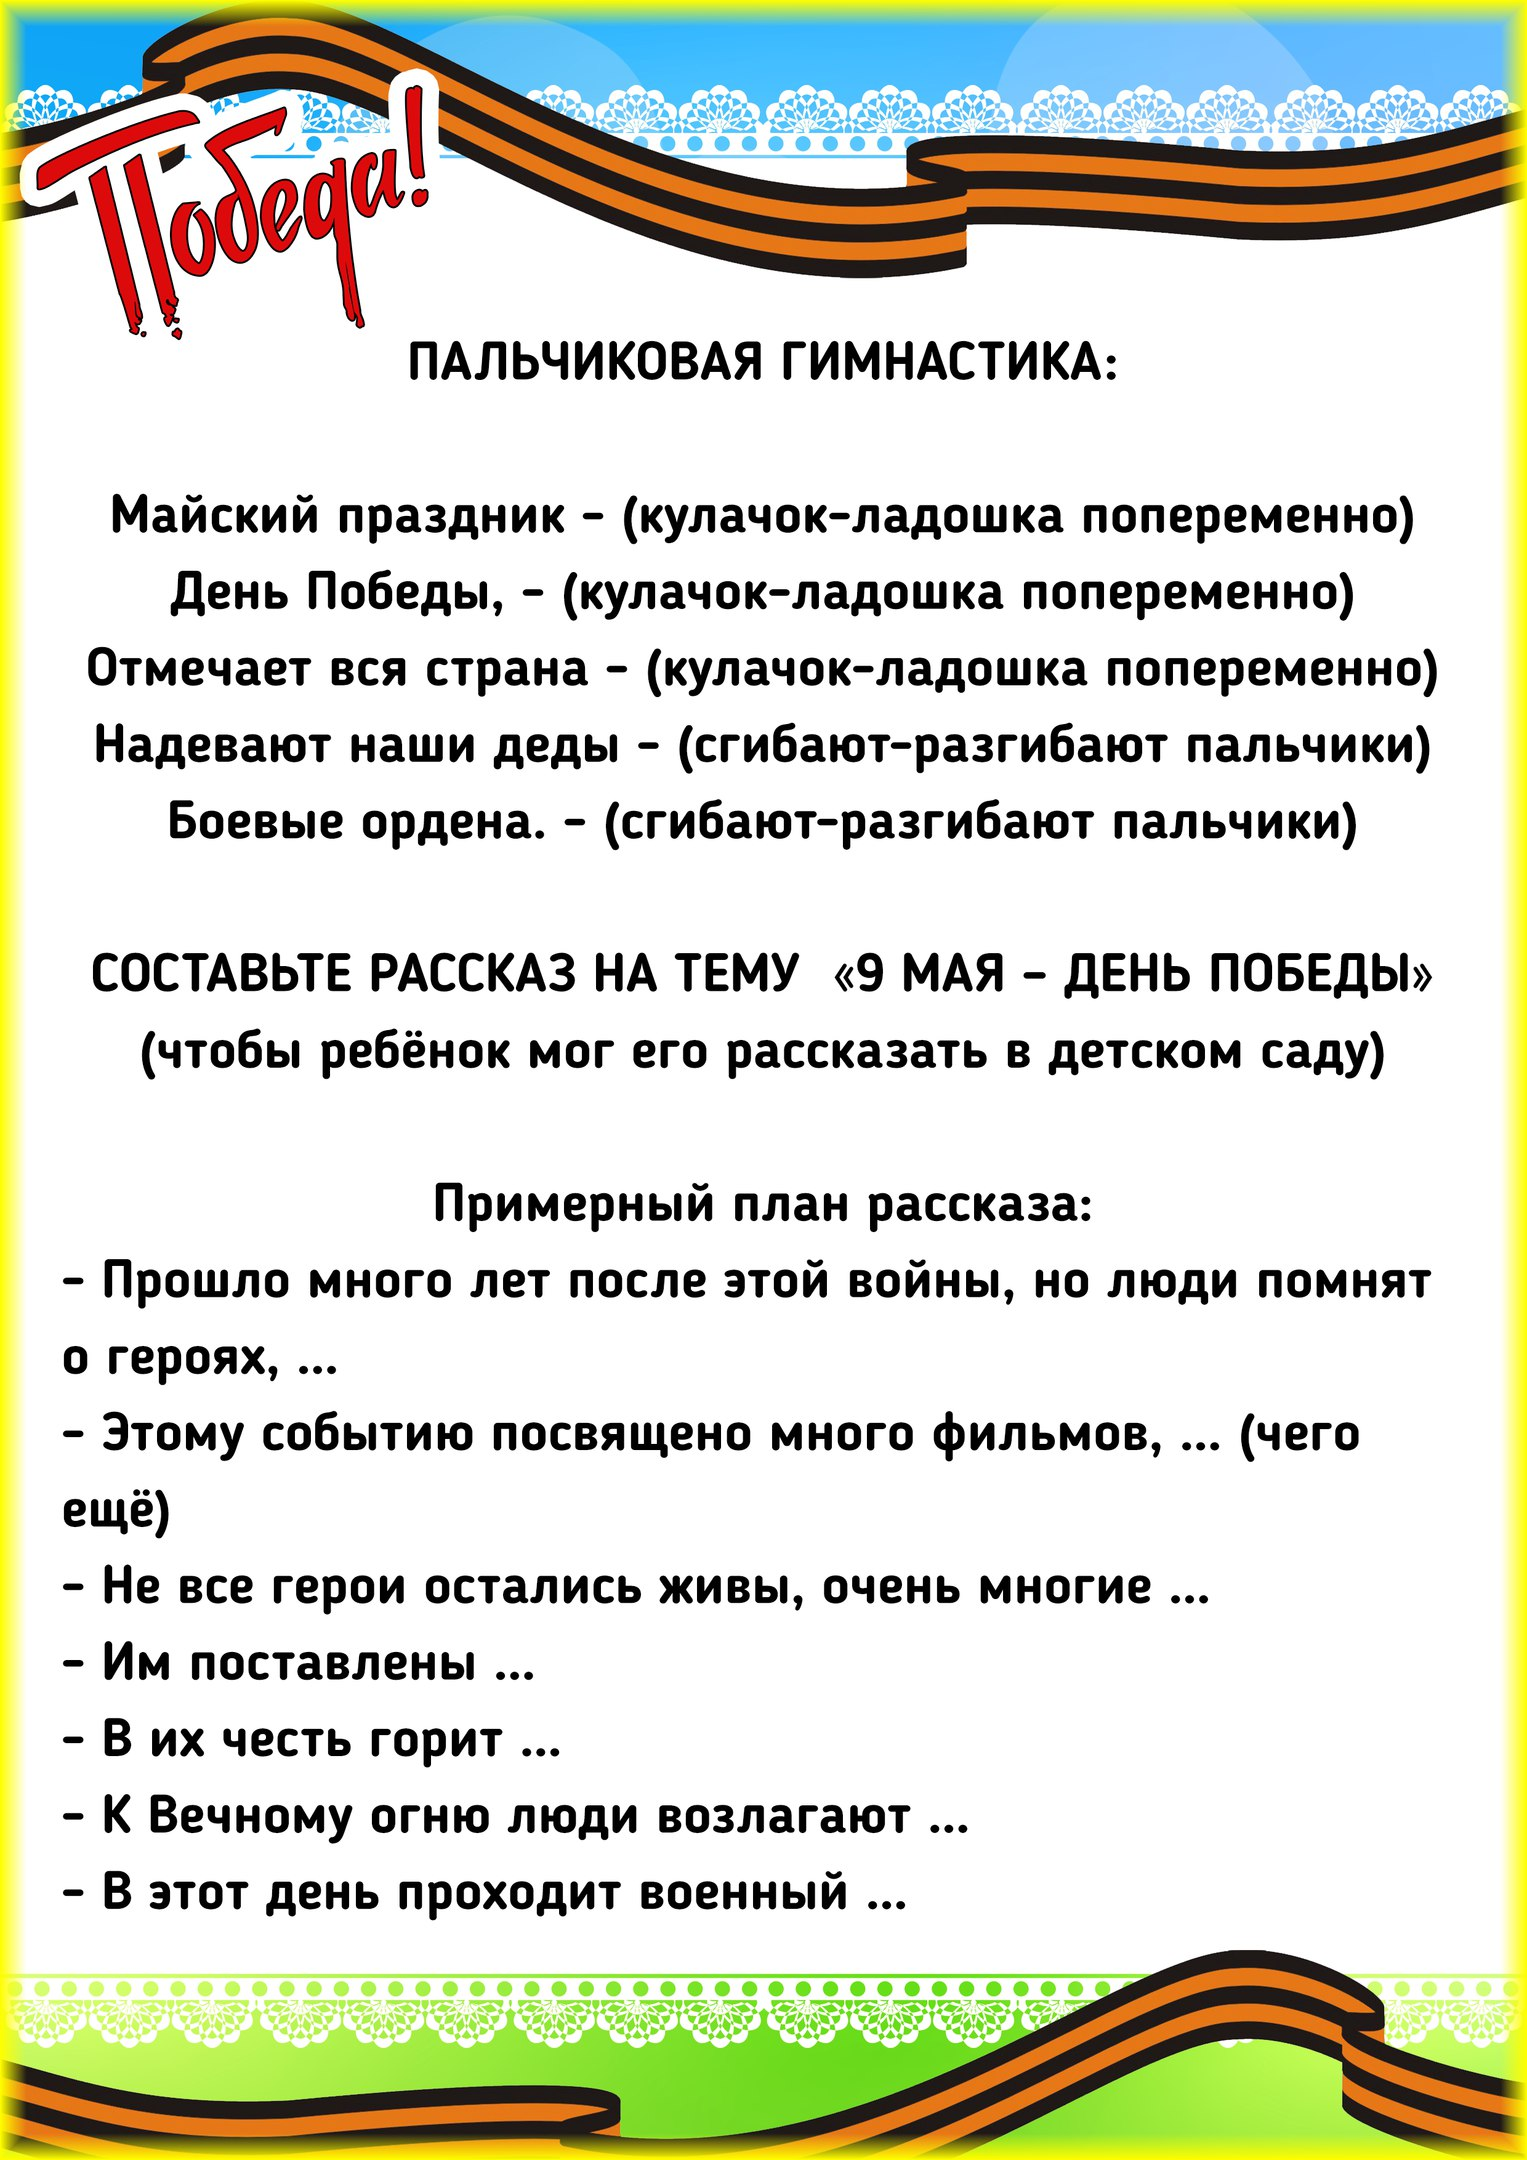 Победа!
ПАЛЬЧИКОВАЯ ГИМНАСТИКА:
Майский праздник - (кулачок-ладошка попеременно)
День Победы, - (кулачок-ладошка попеременно)
Отмечает вся страна - (кулачок-ладошка попеременно)
Надевают наши деды - (сгибают-разгибают пальчики)
Боевые ордена. - (сгибают-разгибают пальчики)
СОСТАВЬТЕ РАССКАЗ НА ТЕМУ «9 МАЯ - ДЕНЬ ПОБЕДЫ»
(чтобы ребёнок мог его рассказать в детском саду)
Примерный план рассказа:
- Прошло много лет после этой войны, но люди помнят
о героях, ...
- Этому событию посвящено много фильмов, ... (чего
ещё)
- Не все герои остались живы, очень многие ...
- Им поставлены ...
- В их честь горит ...
- К Вечному огню люди возлагают ...
- В этот день проходит военный ...